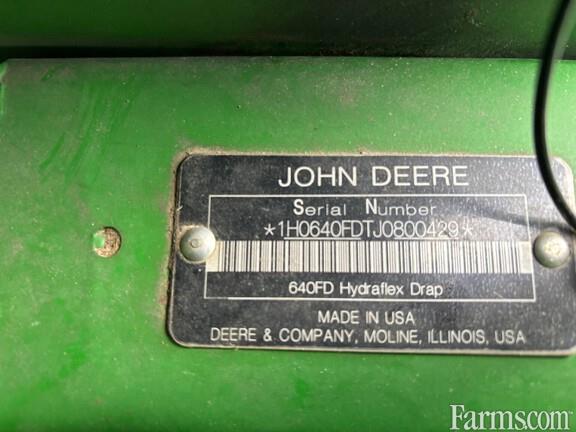 JOHN DEERE
Serial Number
*1H0640FDTJ0800429*
640FD Hydraflex Drap
MADE IN USA
DEERE & COMPANY, MOLINE, ILLINOIS, USA
Farms.com®